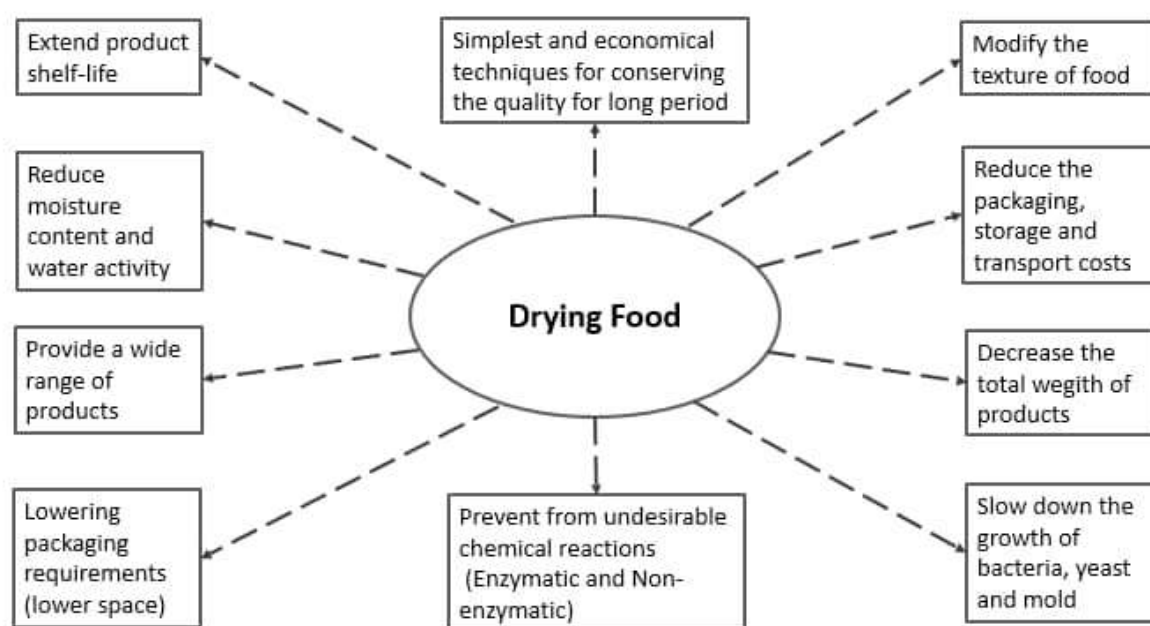 Extend product
shelf-life
Simplest and economical
techniques for conserving
the quality for long period
Modify the
texture of food
Reduce
moisture
content and
water activity
Reduce the
packaging,
storage and
transport costs
Drying Food
Provide a wide
range of
products
Decrease the
total wegith of
products
Lowering
packaging
requirements
(lower space)
Prevent from undesirable
chemical reactions
(Enzymatic and Non-
enzymatic)
Slow down the
growth of
bacteria, yeast
and mold